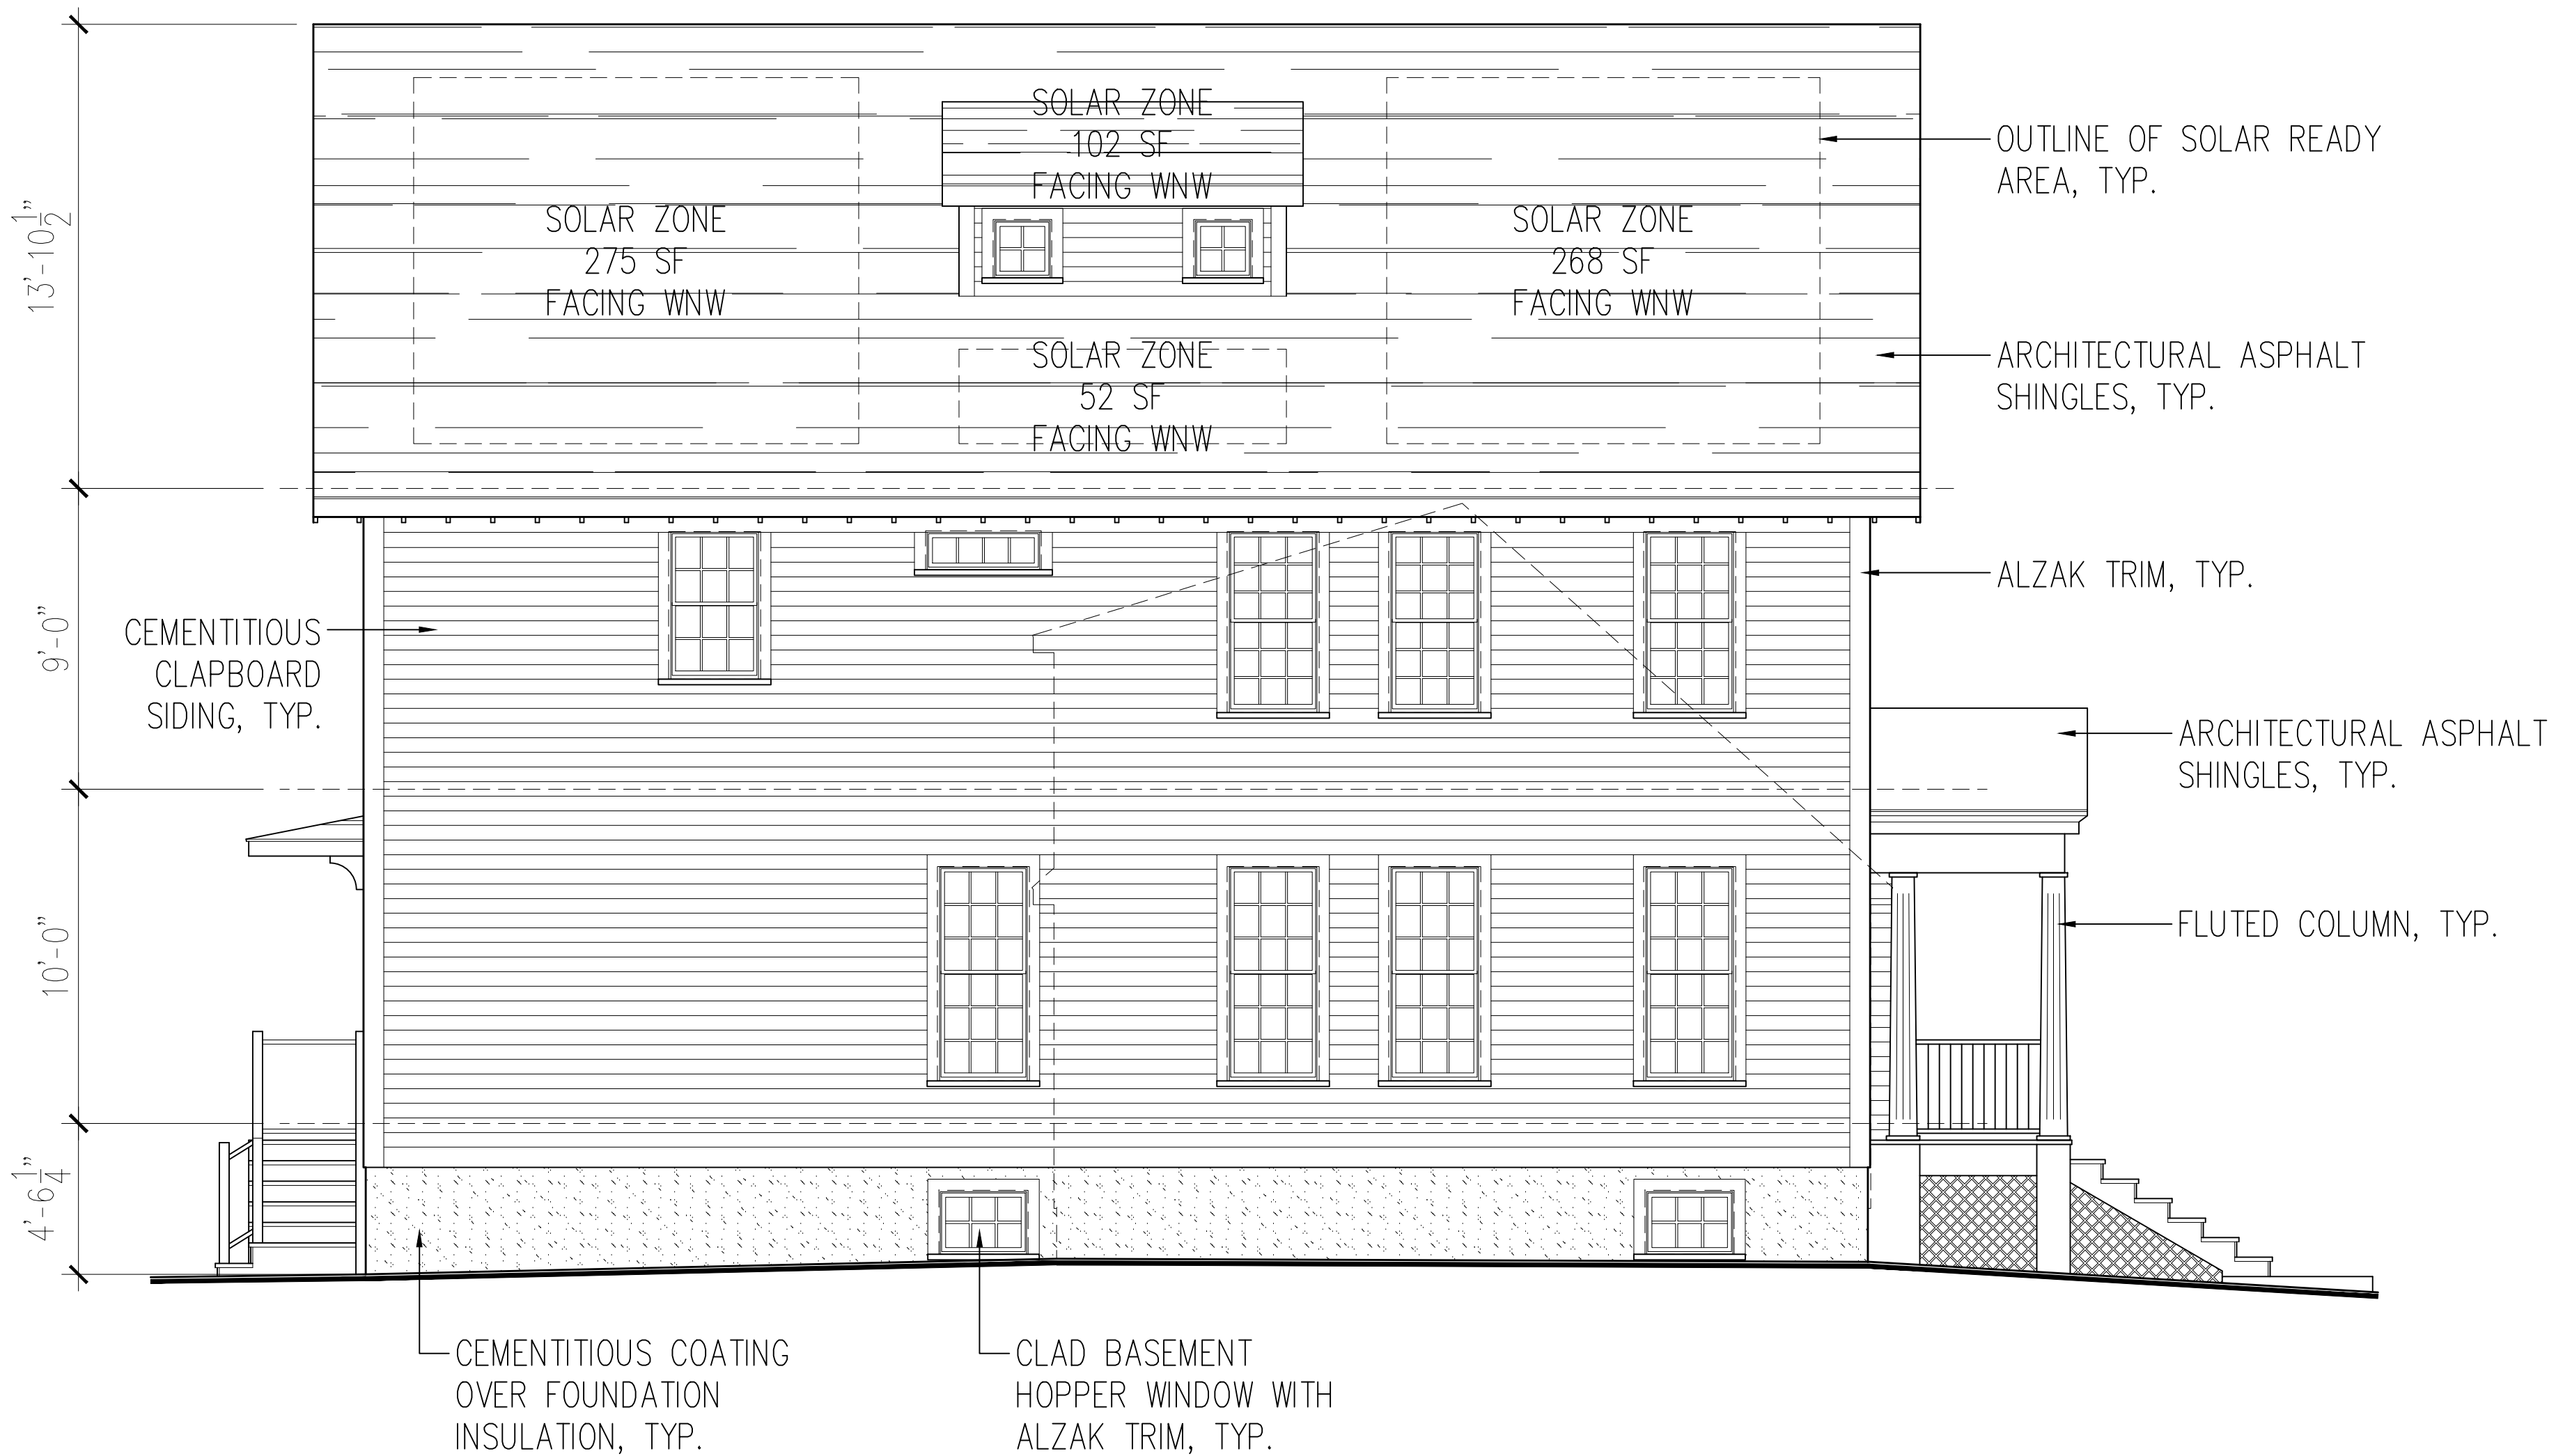 SOLAR ZONE
102 SF
FACING WNW
OUTLINE OF SOLAR READY
AREA, TYP.
13'-10 1/2"
SOLAR ZONE
275 SF
FACING WNW
SOLAR ZONE
268 SF
FACING WNW
SOLAR ZONE
52 SF
FACING WNW
ARCHITECTURAL ASPHALT
SHINGLES, TYP.
ALZAK TRIM, TYP.
9'-0"
CEMENTITIOUS
CLAPBOARD
SIDING, TYP.
ARCHITECTURAL ASPHALT
SHINGLES, TYP.
10'-0"
FLUTED COLUMN, TYP.
4'-6 1/4"
CEMENTITIOUS COATING
OVER FOUNDATION
INSULATION, TYP.
CLAD BASEMENT
HOPPER WINDOW WITH
ALZAK TRIM, TYP.